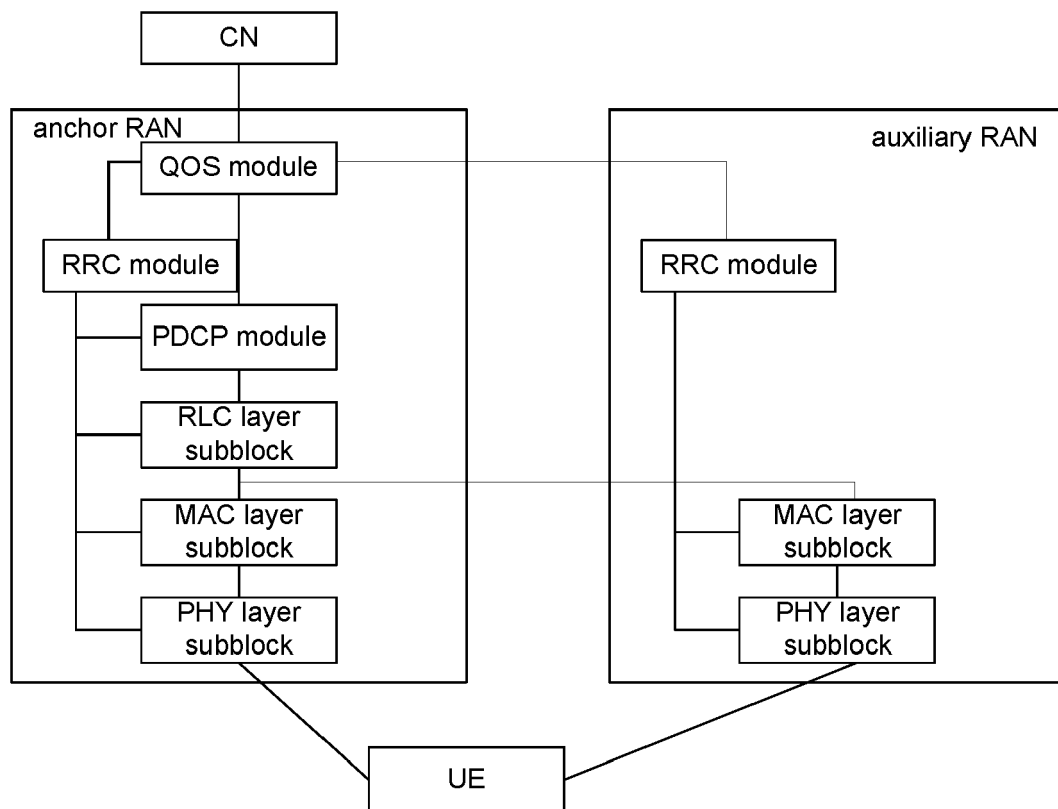 CN
anchor RAN
auxiliary RAN
QOS module
RRC module
RRC module
PDCP module
RLC layer
subblock
MAC layer
subblock
MAC layer
subblock
PHY layer
subblock
PHY layer
subblock
UE